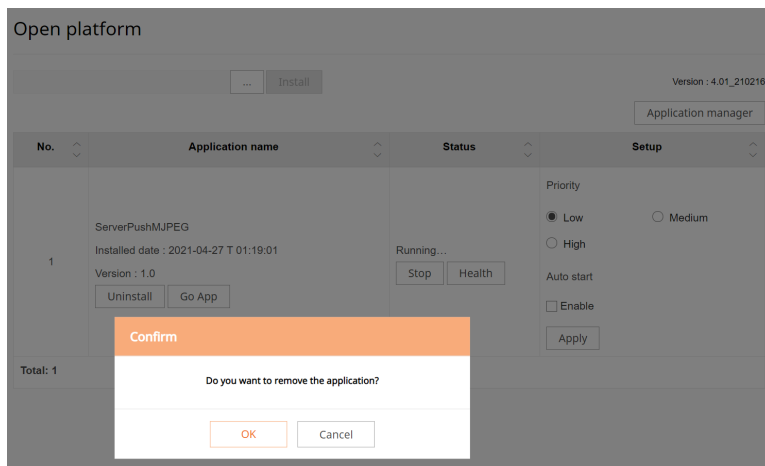 Open platform
... Install
Version : 4.01_210216
Application manager
No. Application name Status Setup
Priority
Low Medium
High
ServerPushMJPEG
Installed date : 2021-04-27 T 01:19:01
Version : 1.0
Uninstall Go App
1
Running...
Stop Health
Auto start
Enable
Apply
Total: 1
Confirm
Do you want to remove the application?
OK Cancel